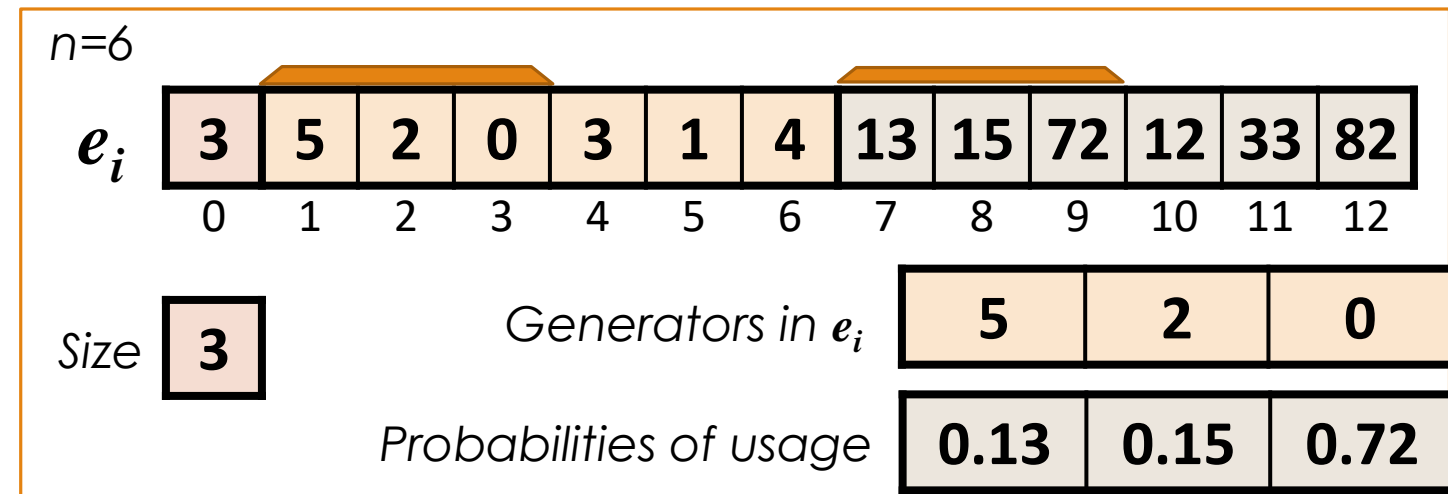 n=6
e_i 3 5 2 0 3 1 4 13 15 72 12 33 82
0 1 2 3 4 5 6 7 8 9 10 11 12
Size 3
Generators in e_i 5 2 0
Probabilities of usage 0.13 0.15 0.72